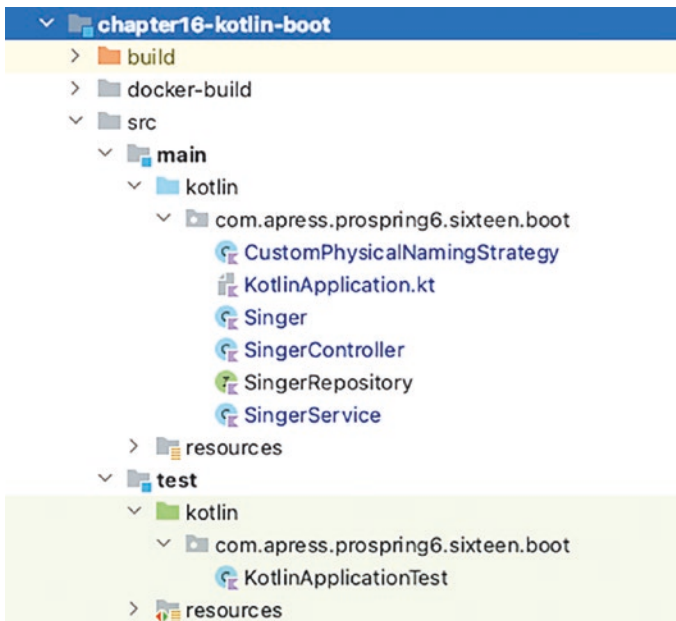 chapter16-kotlin-boot
build
docker-build
src
main
kotlin
com.apress.prospring6.sixteen.boot
CustomPhysicalNamingStrategy
KotlinApplication.kt
Singer
SingerController
SingerRepository
SingerService
resources
test
kotlin
com.apress.prospring6.sixteen.boot
KotlinApplicationTest
resources